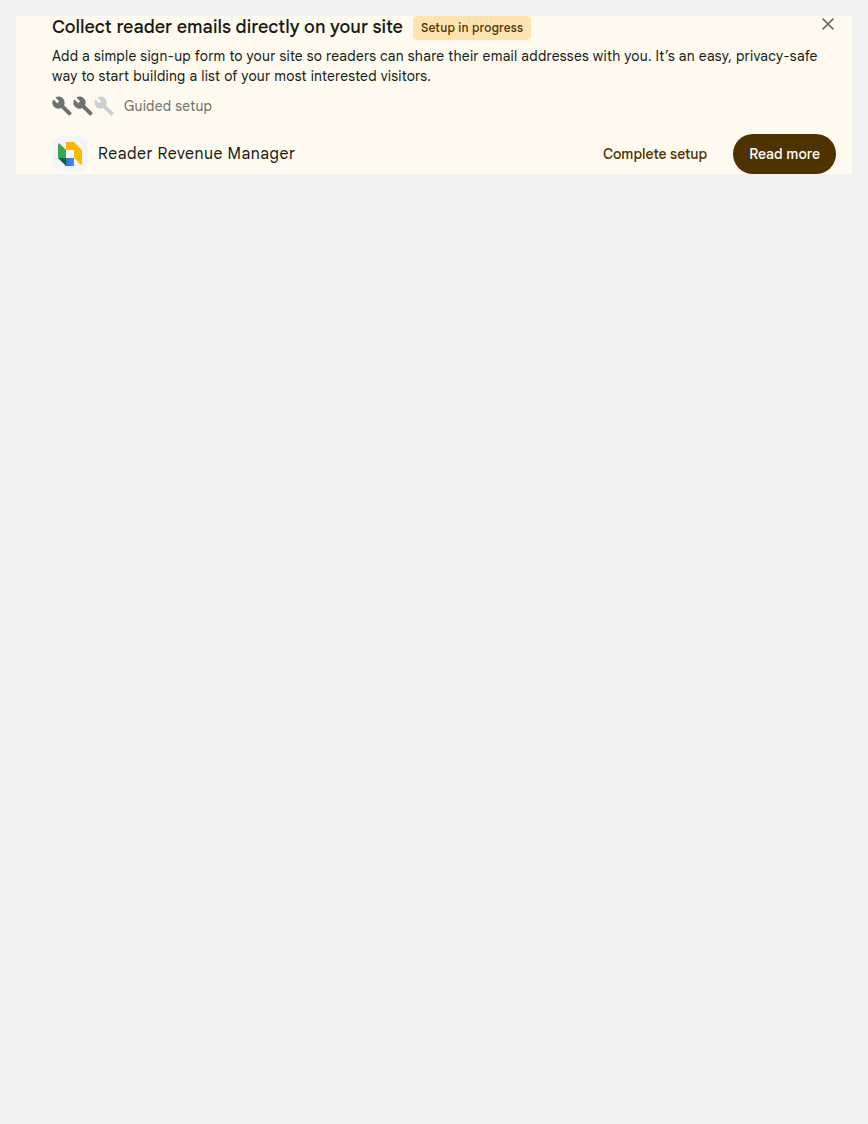 Collect reader emails directly on your site Setup in progress
Add a simple sign-up form to your site so readers can share their email addresses with you. It’s an easy, privacy-safe
way to start building a list of your most interested visitors.
Guided setup
Reader Revenue Manager Complete setup Read more